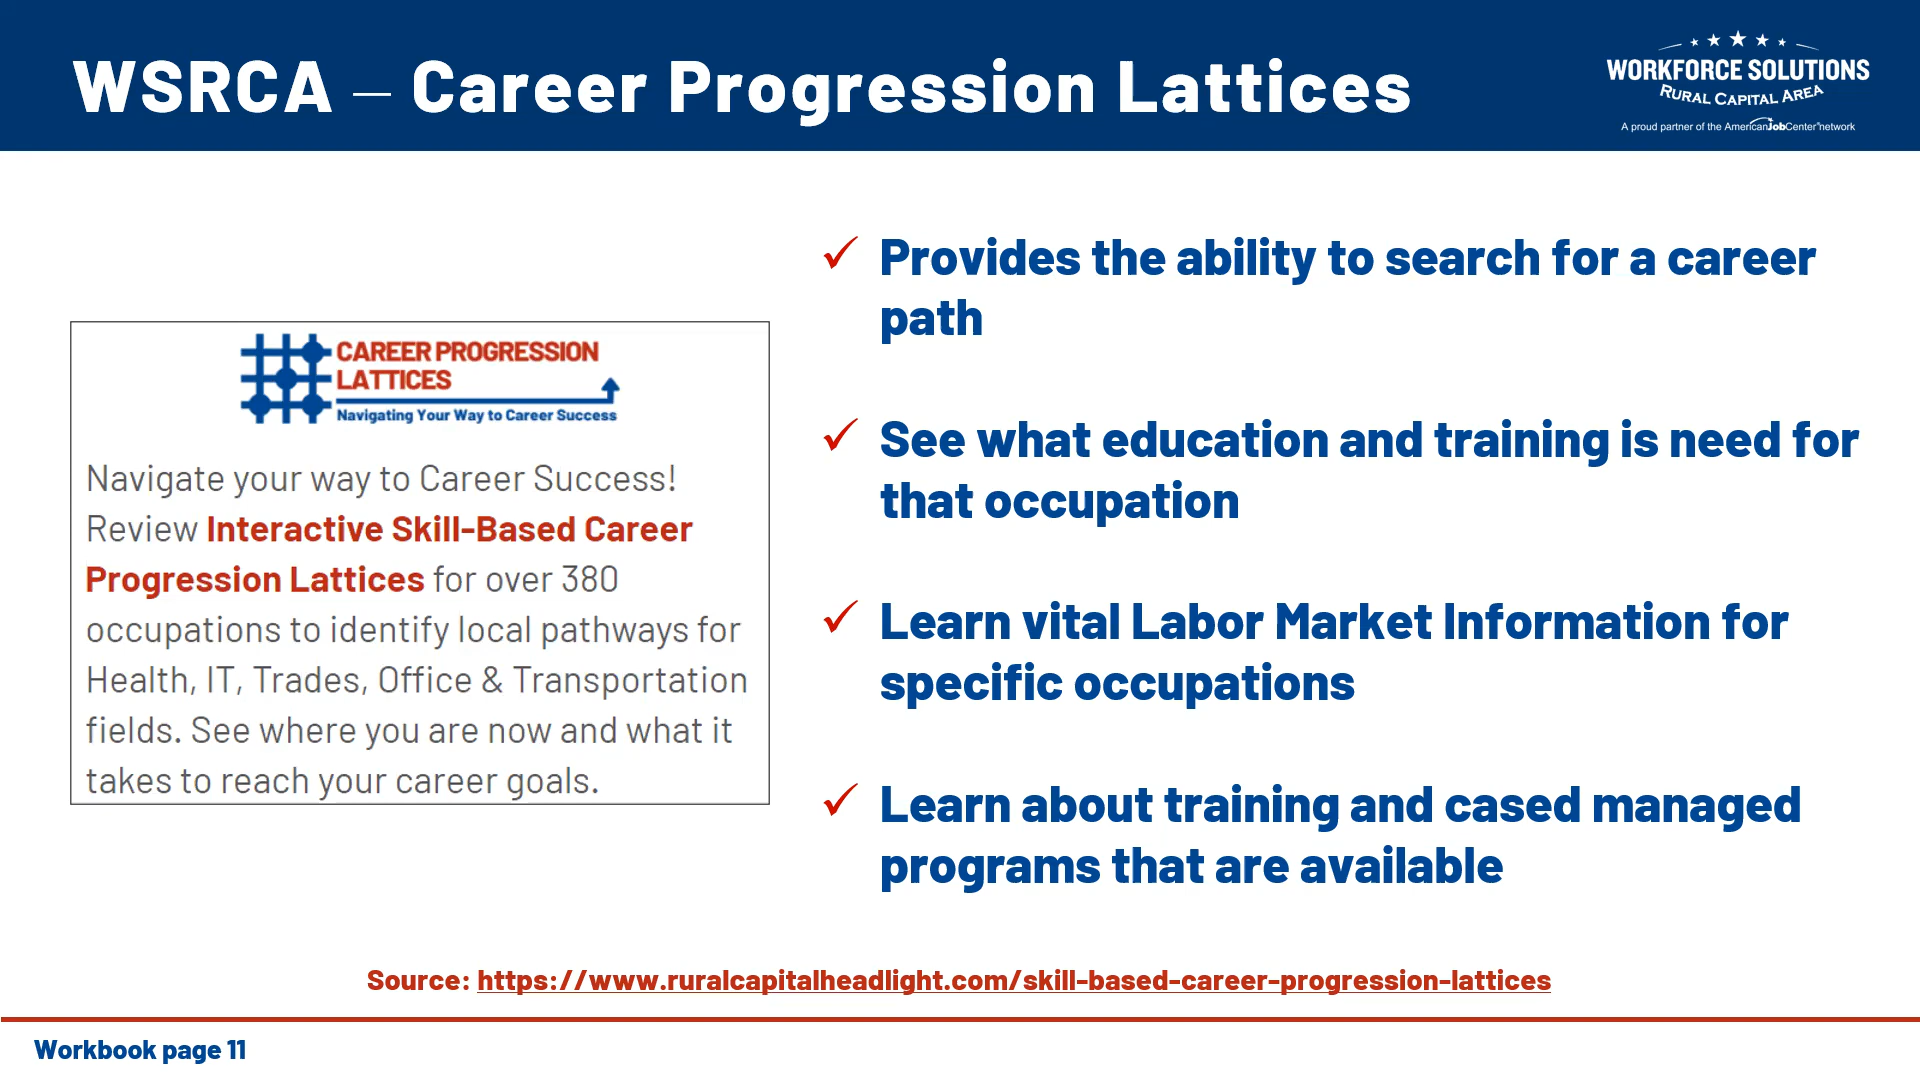 WSRCA – Career Progression Lattices
WORKFORCE SOLUTIONS
RURAL CAPITAL AREA
A proud partner of the AmericanJobCenter network
CAREER PROGRESSION
LATTICES
Navigating Your Way to Career Success
Navigate your way to Career Success!
Review Interactive Skill-Based Career
Progression Lattices for over 380
occupations to identify local pathways for
Health, IT, Trades, Office & Transportation
fields. See where you are now and what it
takes to reach your career goals.
✓ Provides the ability to search for a career
path
✓ See what education and training is need for
that occupation
✓ Learn vital Labor Market Information for
specific occupations
✓ Learn about training and cased managed
programs that are available
Source: https://www.ruralcapitalheadlight.com/skill-based-career-progression-lattices
Workbook page 11